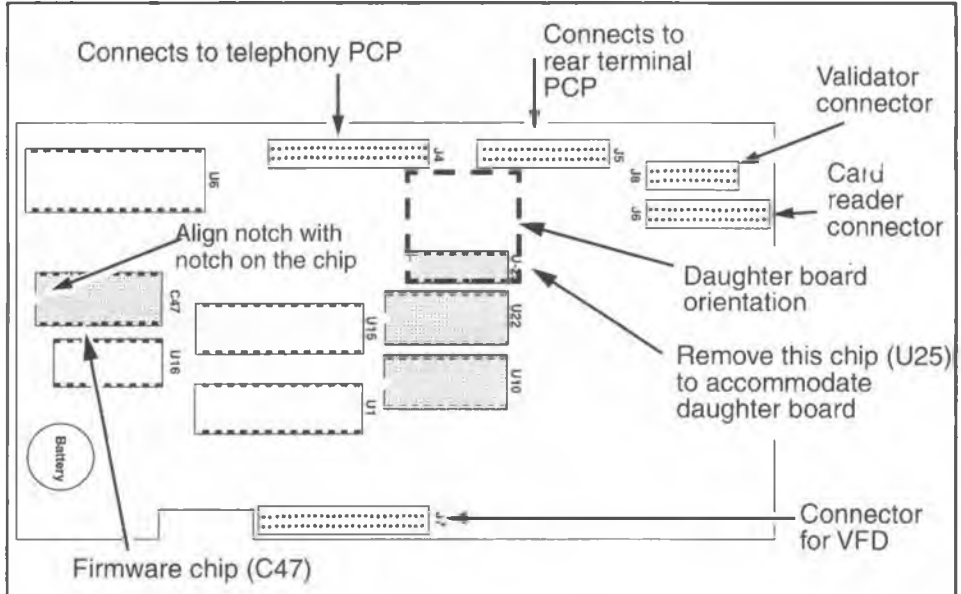 Connects to telephony PCP
Connects to
rear terminal
PCP
Validator
connector
Card
reader
connector
J4
J5
J8
J6
U6
Align notch with
notch on the chip
Daughter board
orientation
C47
U15
U22
U16
U1
U10
Remove this chip (U25)
to accommodate
daughter board
Battery
J7
Connector
for VFD
Firmware chip (C47)